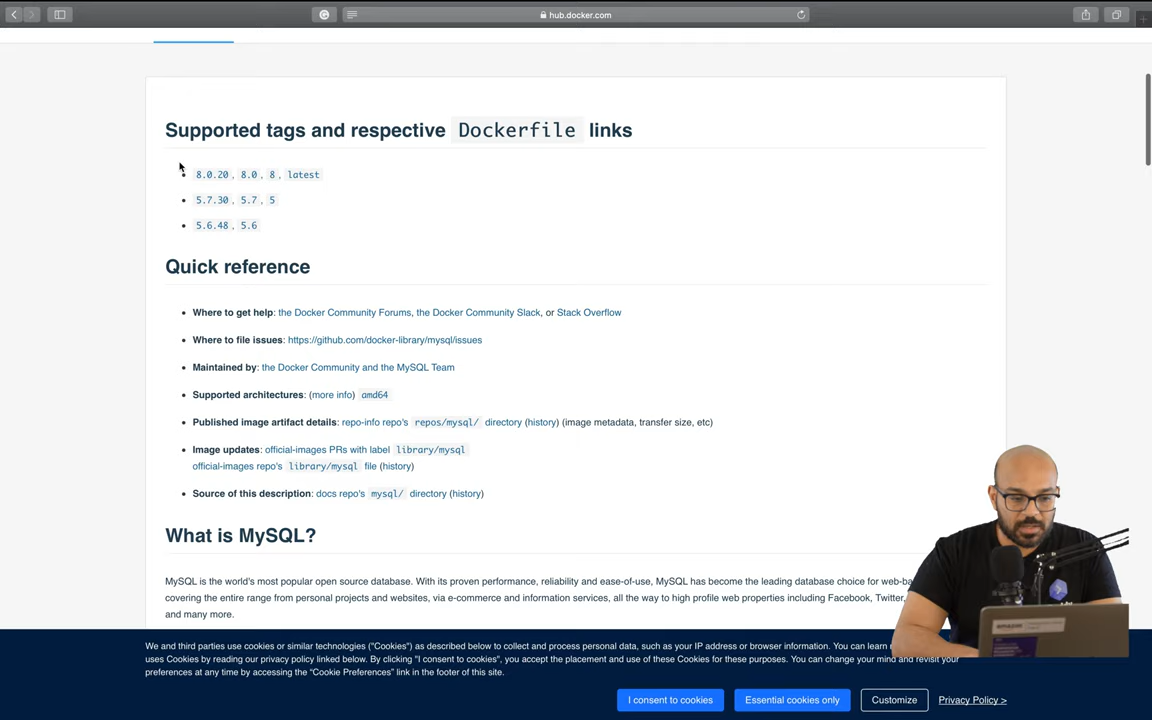 hub.docker.com
Supported tags and respective Dockerfile links
8.0.20, 8.0, 8, latest
5.7.30, 5.7, 5
5.6.48, 5.6
Quick reference
Where to get help: the Docker Community Forums, the Docker Community Slack, or Stack Overflow
Where to file issues: https://github.com/docker-library/mysql/issues
Maintained by: the Docker Community and the MySQL Team
Supported architectures: (more info) amd64
Published image artifact details: repo-info repo's repos/mysql/ directory (history) (image metadata, transfer size, etc)
Image updates: official-images PRs with label library/mysql
official-images repo's library/mysql file (history)
Source of this description: docs repo's mysql/ directory (history)
What is MySQL?
MySQL is the world's most popular open source database. With its proven performance, reliability and ease-of-use, MySQL has become the leading database choice for
covering the entire range from personal projects and websites, via e-commerce and information services, all the way to high profile web properties including Facebook, Twitter,
and many more.
We and third parties use cookies or similar technologies ("Cookies") as described below to collect and process personal data, such as your IP address or browser information. You can learn
uses Cookies by reading our privacy policy linked below. By clicking "I consent to cookies", you accept the placement and use of these Cookies for these purposes. You can change your mind and revisit your
preferences at any time by accessing the "Cookie Preferences" link in the footer of this site.
I consent to cookies
Essential cookies only
Customize
Privacy Policy >